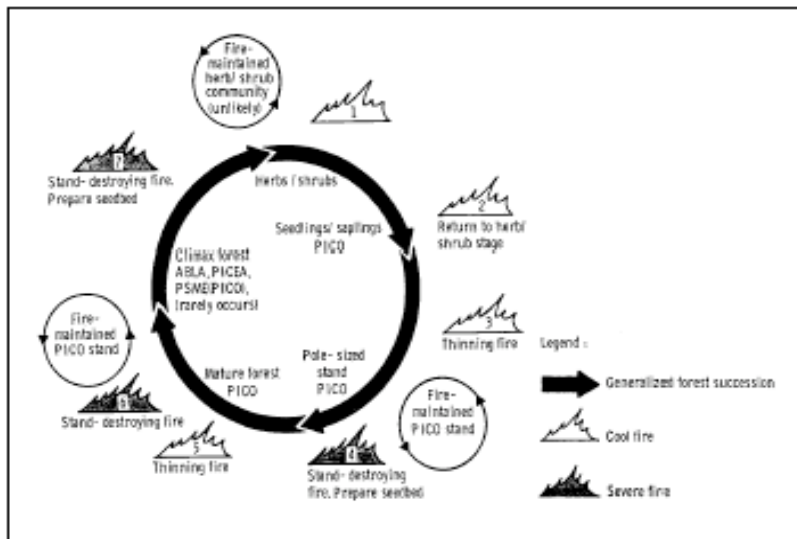 Fire-
maintained
herb/ shrub
community
(unlikely)
1
7
Stand- destroying fire.
Prepare seedbed
Herbs / shrubs
2
Return to herb/
shrub stage
Seedlings/ saplings
PICO
Climax forest
ABLA, PICEA,
PSME(PICO),
(rarely occurs)
3
Thinning fire
Fire-
maintained
PICO stand
Pole- sized
stand
PICO
Mature forest
PICO
Fire-
maintained
PICO stand
6
Stand- destroying fire
5
Thinning fire
4
Stand- destroying
fire. Prepare seedbed
Legend :
Generalized forest succession
Cool fire
Severe fire